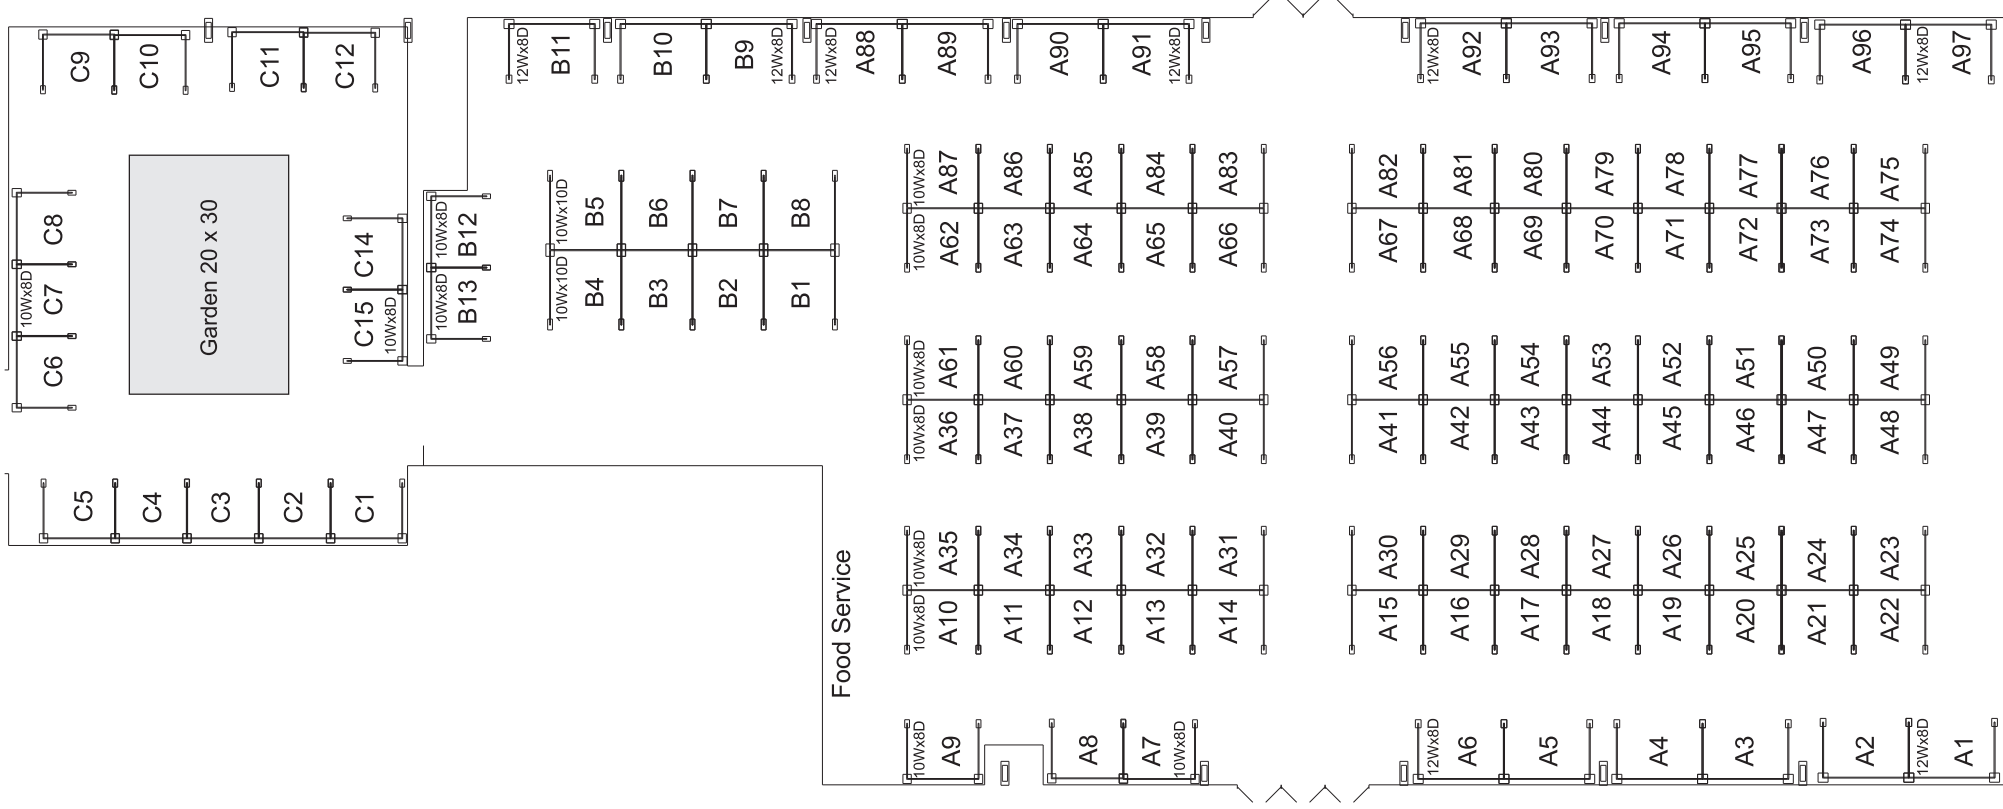 C9
C10
C11
C12
12Wx8D
B11
B10
B9
12Wx8D
12Wx8D
A88
A89
A90
A91
12Wx8D
12Wx8D
A92
A93
A94
A95
A96
12Wx8D
A97
C8
10Wx8D
C7
C6
Garden 20 x 30
C14
C15
10Wx8D
10Wx8D
B12
10Wx8D
B13
10Wx10D
B5
B6
B7
B8
10Wx10D
B4
B3
B2
B1
10Wx8D
A87
A86
A85
A84
A83
A82
A81
A80
A79
A78
A77
A76
A75
10Wx8D
A62
A63
A64
A65
A66
A67
A68
A69
A70
A71
A72
A73
A74
10Wx8D
A61
A60
A59
A58
A57
A56
A55
A54
A53
A52
A51
A50
A49
10Wx8D
A36
A37
A38
A39
A40
A41
A42
A43
A44
A45
A46
A47
A48
C5
C4
C3
C2
C1
Food Service
10Wx8D
A35
A34
A33
A32
A31
A30
A29
A28
A27
A26
A25
A24
A23
10Wx8D
A10
A11
A12
A13
A14
A15
A16
A17
A18
A19
A20
A21
A22
10Wx8D
A9
A8
A7
10Wx8D
12Wx8D
A6
A5
A4
A3
A2
12Wx8D
A1